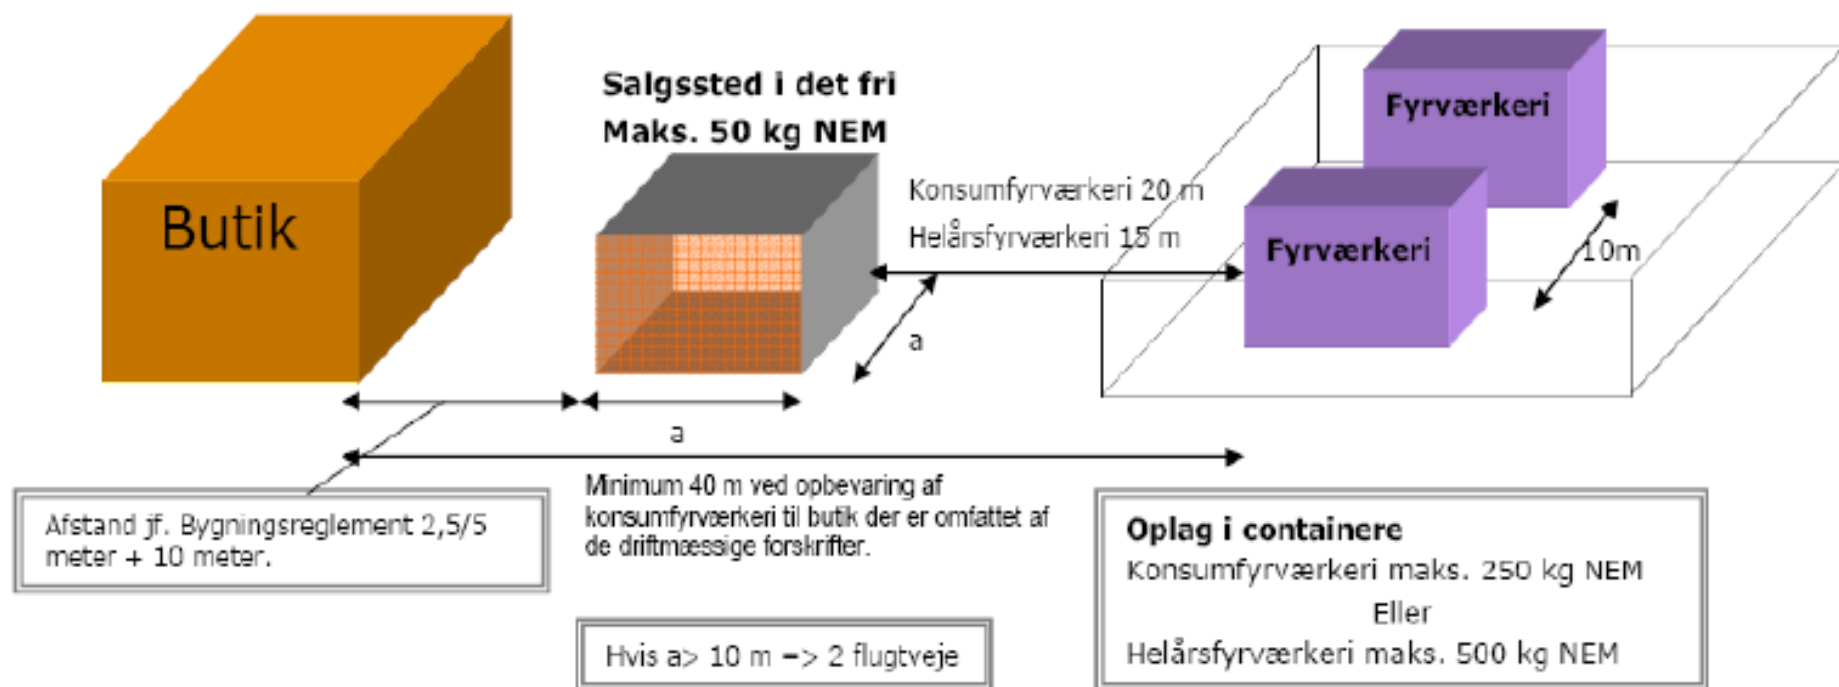 Salgssted i det fri
Maks. 50 kg NEM
Butik
Konsumfyrværkeri 20 m
Helårsfyrværkeri 15 m
Fyrværkeri
Fyrværkeri
10m
a
a
Minimum 40 m ved opbevaring af
konsumfyrværkeri til butik der er omfattet af
de driftmæssige forskrifter.
Afstand jf. Bygningsreglement 2,5/5
meter + 10 meter.
Hvis a> 10 m => 2 flugtveje
Oplag i containere
Konsumfyrværkeri maks. 250 kg NEM
Eller
Helårsfyrværkeri maks. 500 kg NEM